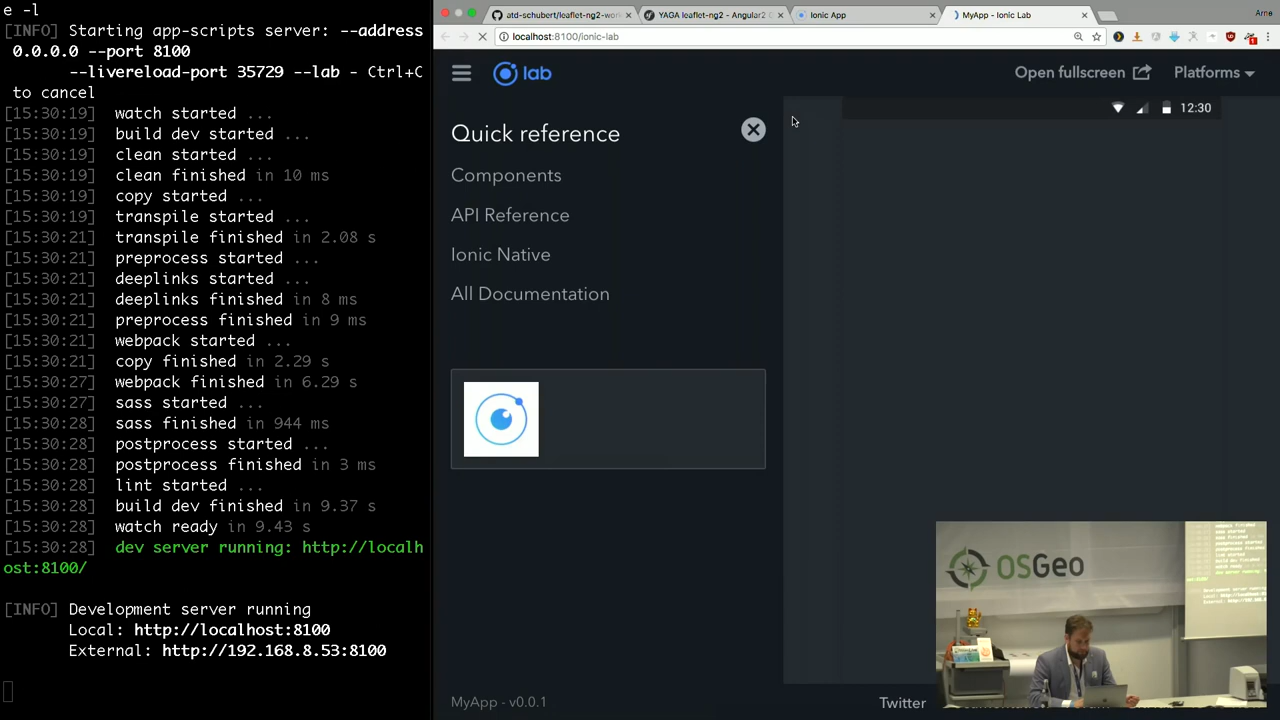 e -l
[INFO] Starting app-scripts server: --address
0.0.0.0 --port 8100
--livereload-port 35729 --lab - Ctrl+C
to cancel
[15:30:19] watch started ...
[15:30:19] build dev started ...
[15:30:19] clean started ...
[15:30:19] clean finished in 10 ms
[15:30:19] copy started ...
[15:30:19] transpile started ...
[15:30:21] transpile finished in 2.08 s
[15:30:21] preprocess started ...
[15:30:21] deeplinks started ...
[15:30:21] deeplinks finished in 8 ms
[15:30:21] preprocess finished in 9 ms
[15:30:21] webpack started ...
[15:30:21] copy finished in 2.29 s
[15:30:27] webpack finished in 6.29 s
[15:30:27] sass started ...
[15:30:28] sass finished in 944 ms
[15:30:28] postprocess started ...
[15:30:28] postprocess finished in 3 ms
[15:30:28] lint started ...
[15:30:28] build dev finished in 9.37 s
[15:30:28] watch ready in 9.43 s
[15:30:28] dev server running: http://localh
ost:8100/
[INFO] Development server running
Local: http://localhost:8100
External: http://192.168.8.53:8100
atd-schubert/leaflet-ng2-wor
YAGA leaflet-ng2 - Angular2
Ionic App
MyApp - Ionic Lab
Arne
localhost:8100/ionic-lab
lab
Open fullscreen
Platforms
12:30
Quick reference
Components
API Reference
Ionic Native
All Documentation
MyApp - v0.0.1
Twitter
OSGeo